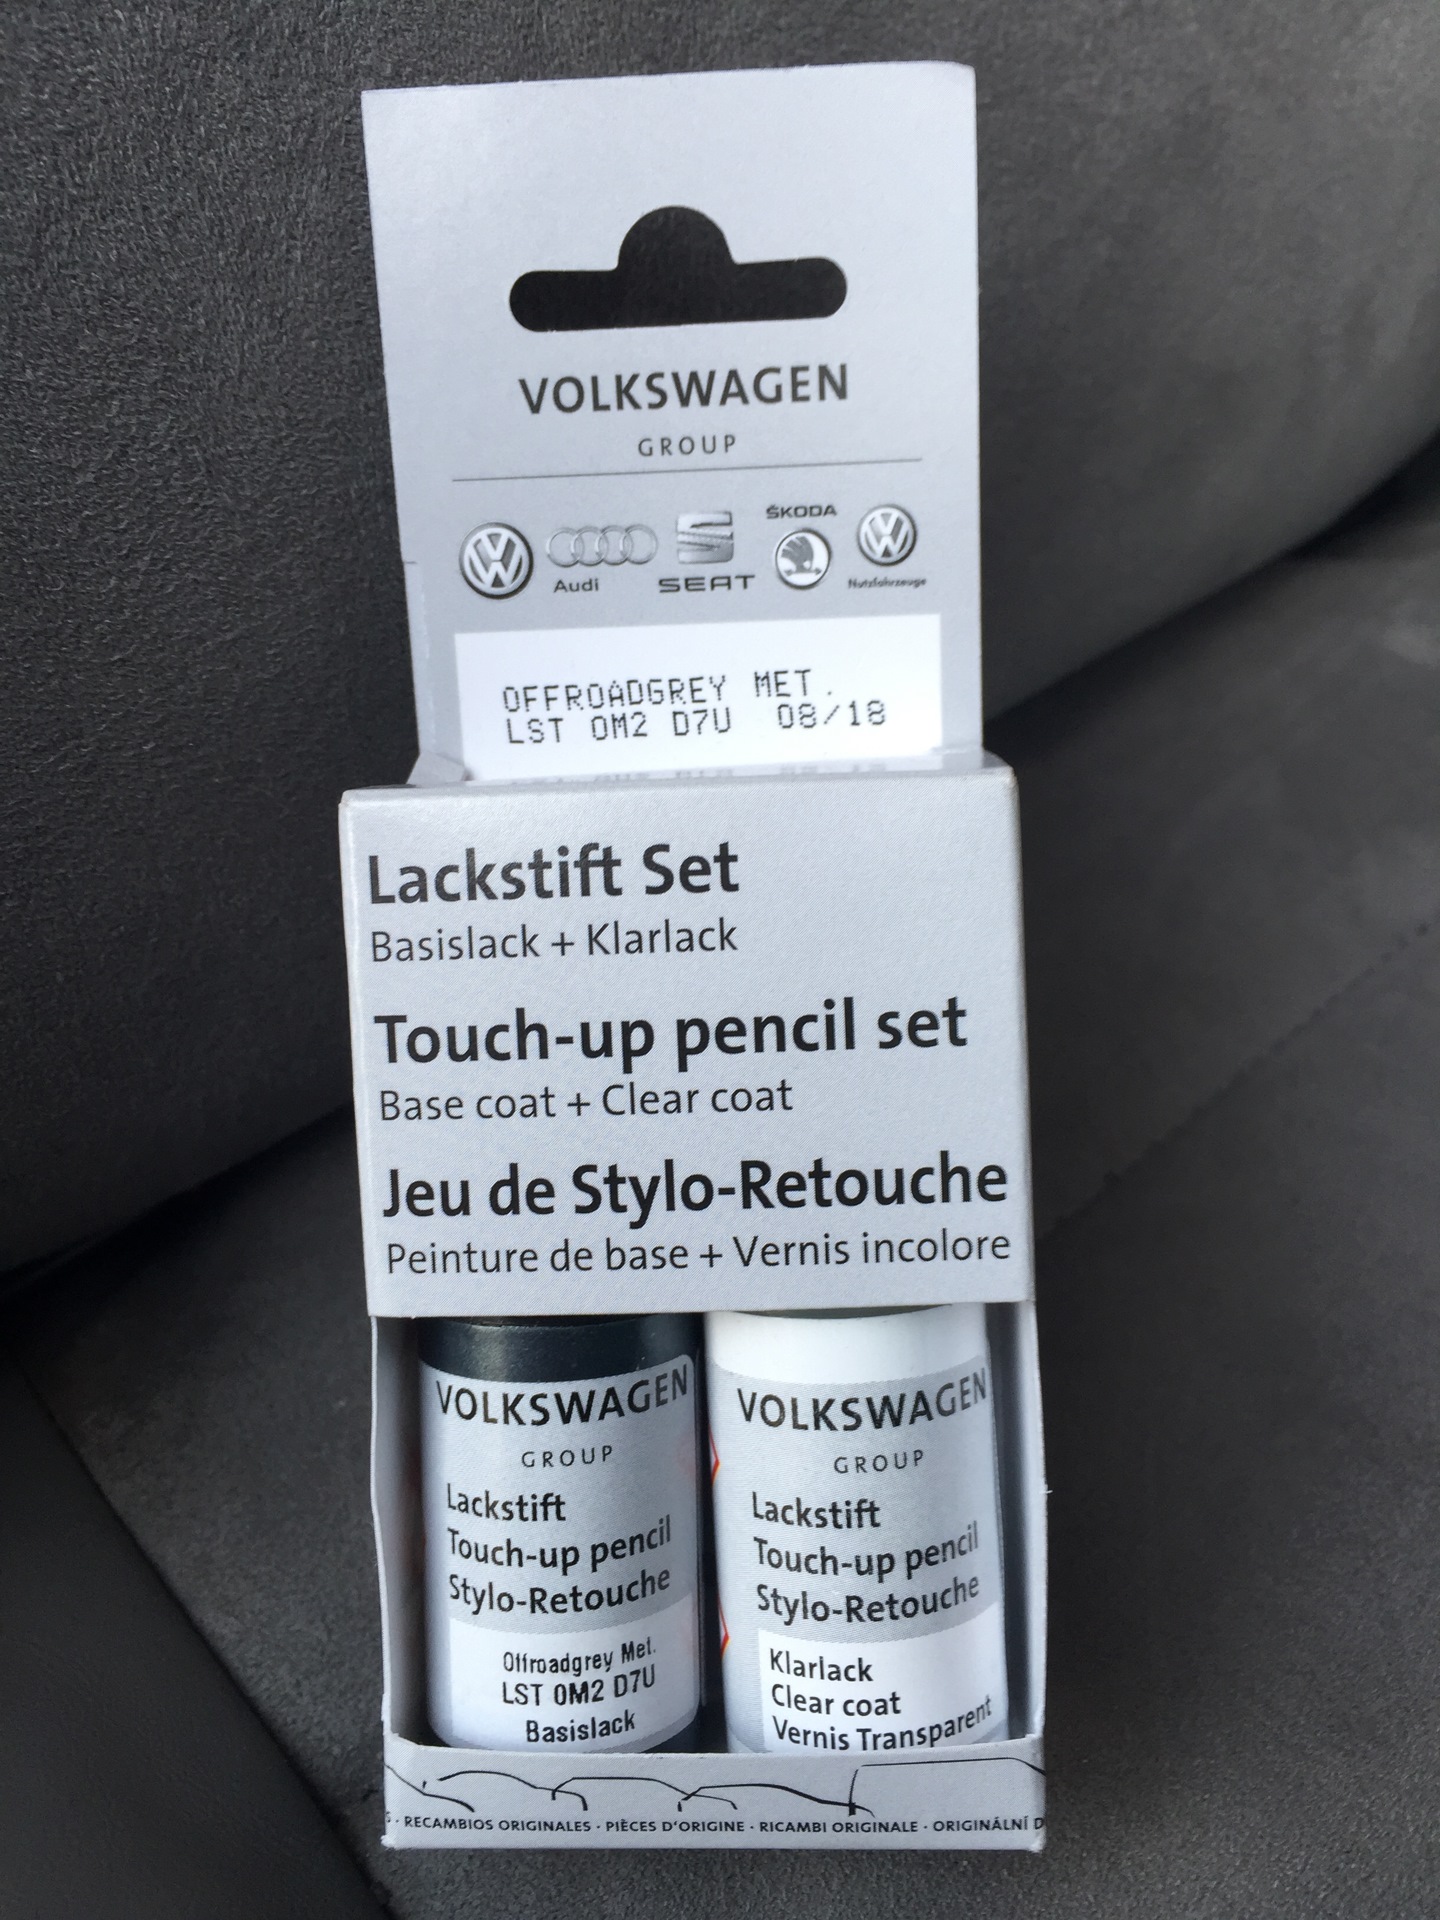 VOLKSWAGEN
GROUP
ŠKODA
Audi
SEAT
Nutzfahrzeuge
OFFROADGREY MET.
LST 0M2 D7U 08/18
Lackstift Set
Basislack + Klarlack
Touch-up pencil set
Base coat + Clear coat
Jeu de Stylo-Retouche
Peinture de base + Vernis incolore
VOLKSWAGEN
GROUP
Lackstift
Touch-up pencil
Stylo-Retouche
Offroadgrey Met.
LST 0M2 D7U
Basislack
VOLKSWAGEN
GROUP
Lackstift
Touch-up pencil
Stylo-Retouche
Klarlack
Clear coat
Vernis Transparent
· RECAMBIOS ORIGINALES · PIÈCES D'ORIGINE · RICAMBI ORIGINALE · ORIGINÁLNÍ D